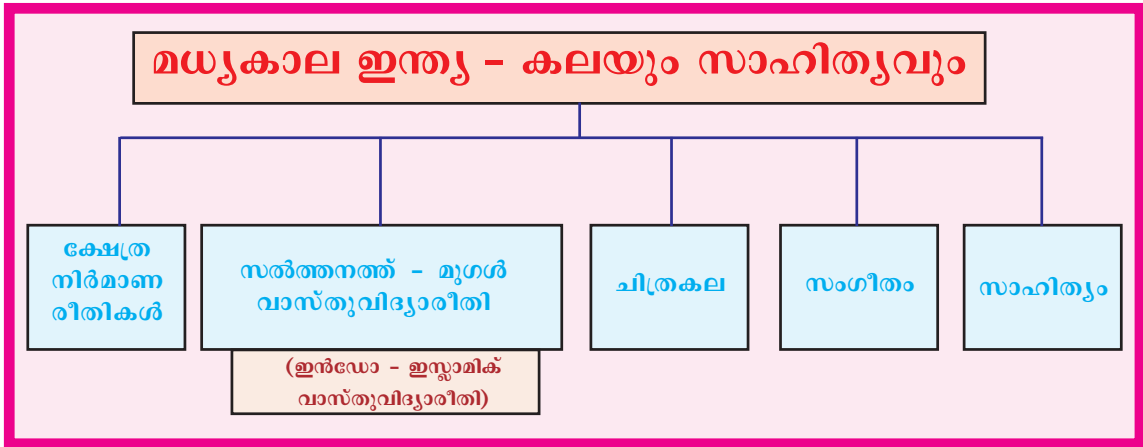 മധ്യകാല ഇന്ത്യ - കലയും സാഹിത്യവും
ക്ഷേത്ര
നിർമാണ
രീതികൾ
സൽത്തനത്ത് - മുഗൾ
വാസ്തുവിദ്യാരീതി
(ഇൻഡോ - ഇസ്ലാമിക്
വാസ്തുവിദ്യാരീതി)
ചിത്രകല
സംഗീതം
സാഹിത്യം